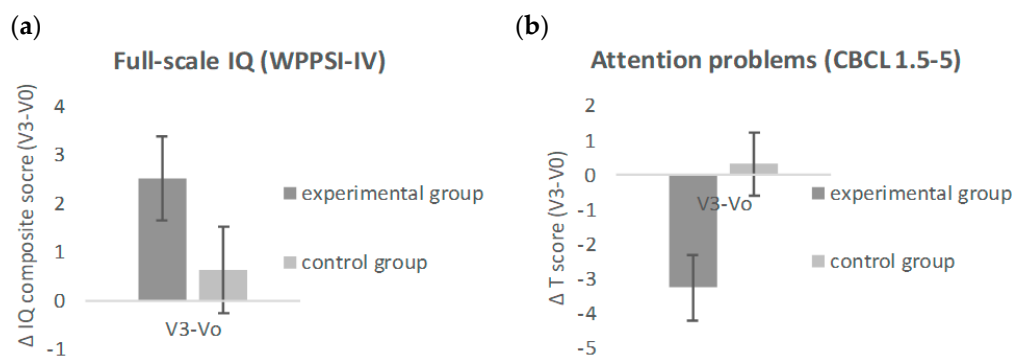 (a)
Full-scale IQ (WPPSI-IV)
Δ IQ composite socre (V3-V0)
4
3
2
1
0
-1
V3-Vo
experimental group
control group
(b)
Attention problems (CBCL 1.5-5)
Δ T score (V3-V0)
2
1
0
-1
-2
-3
-4
-5
V3-Vo
experimental group
control group